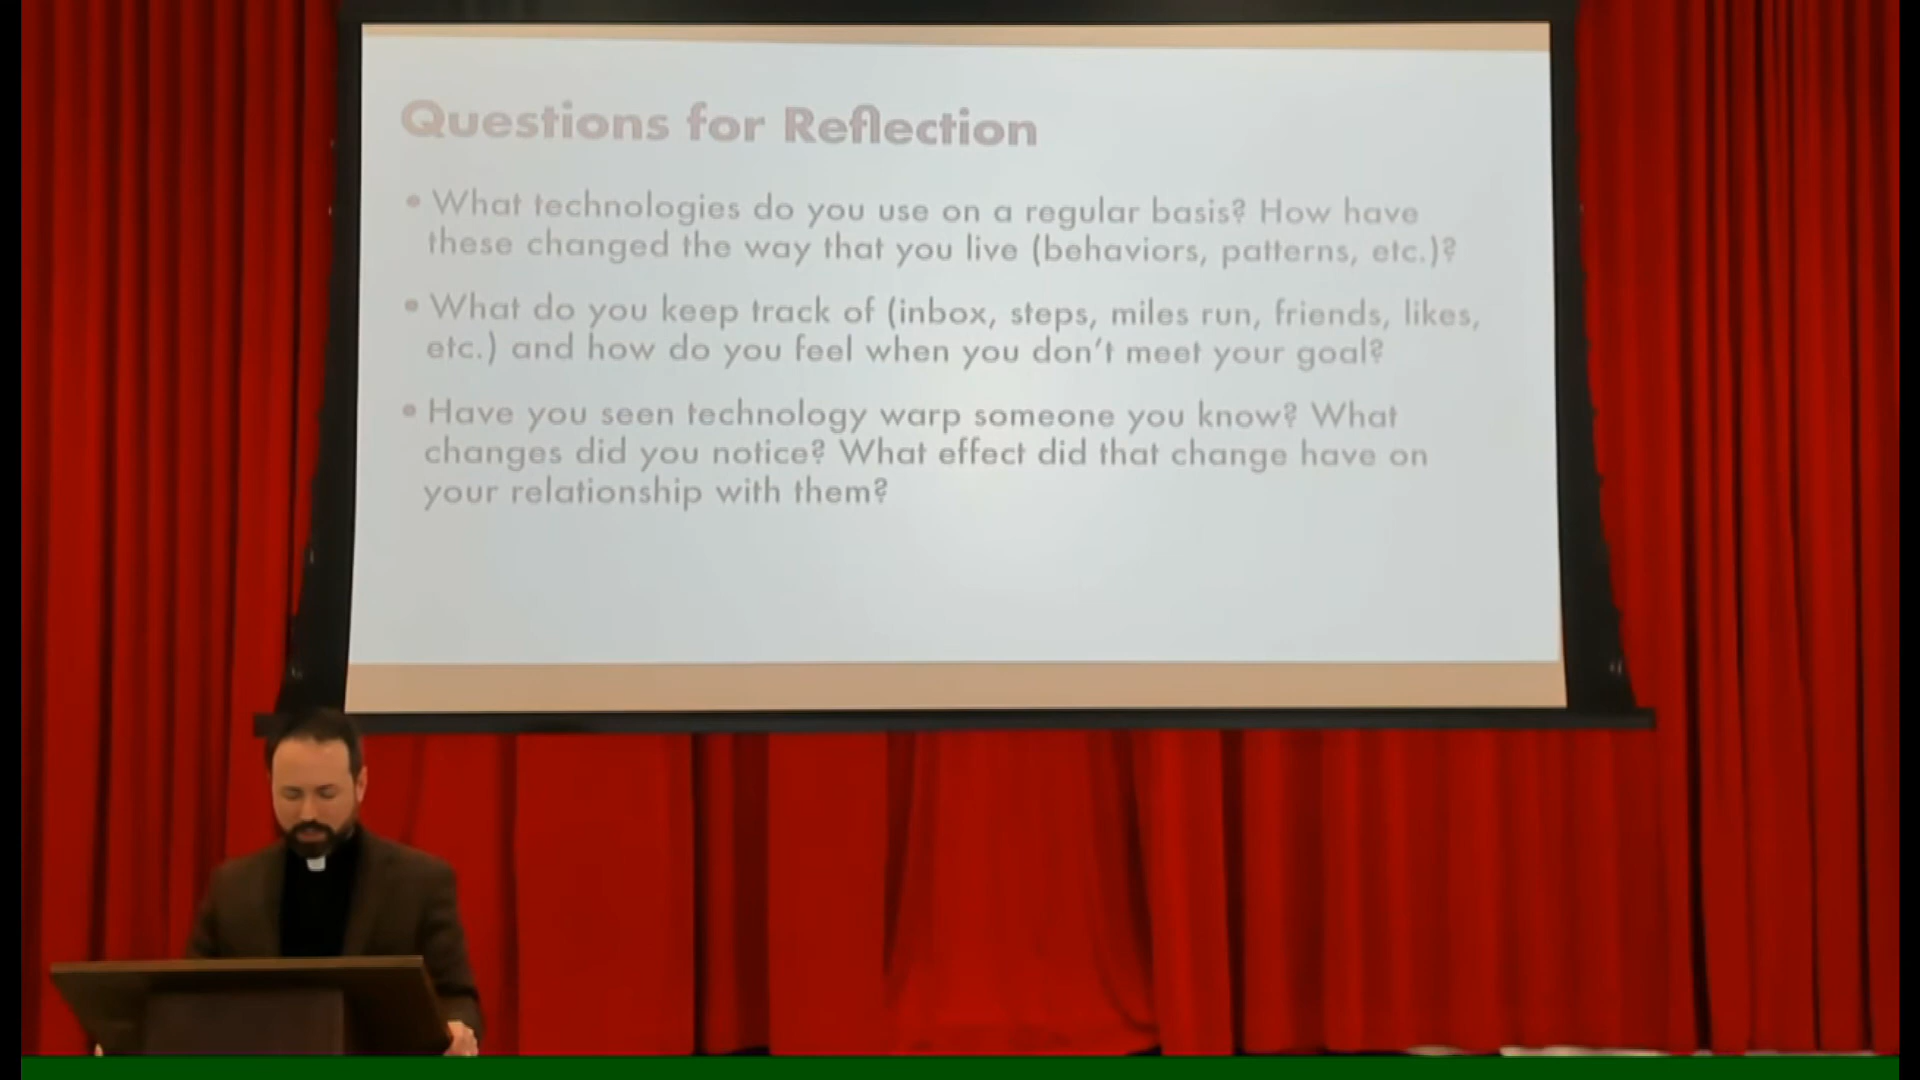 Questions for Reflection
• What technologies do you use on a regular basis? How have
these changed the way that you live (behaviors, patterns, etc.)?
• What do you keep track of (inbox, steps, miles run, friends, likes,
etc.) and how do you feel when you don't meet your goal?
• Have you seen technology warp someone you know? What
changes did you notice? What effect did that change have on
your relationship with them?